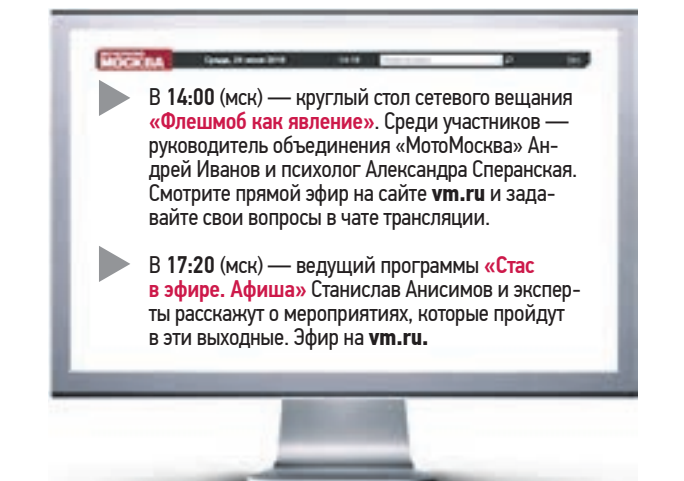 МОСКВА
В 14:00 (мск) — круглый стол сетевого вещания
«Флешмоб как явление». Среди участников —
руководитель объединения «МотоМосква» Ан-
дрей Иванов и психолог Александра Сперанская.
Смотрите прямой эфир на сайте vm.ru и зада-
вайте свои вопросы в чате трансляции.
В 17:20 (мск) — ведущий программы «Стас
в эфире. Афиша» Станислав Анисимов и экспер-
ты расскажут о мероприятиях, которые пройдут
в эти выходные. Эфир на vm.ru.